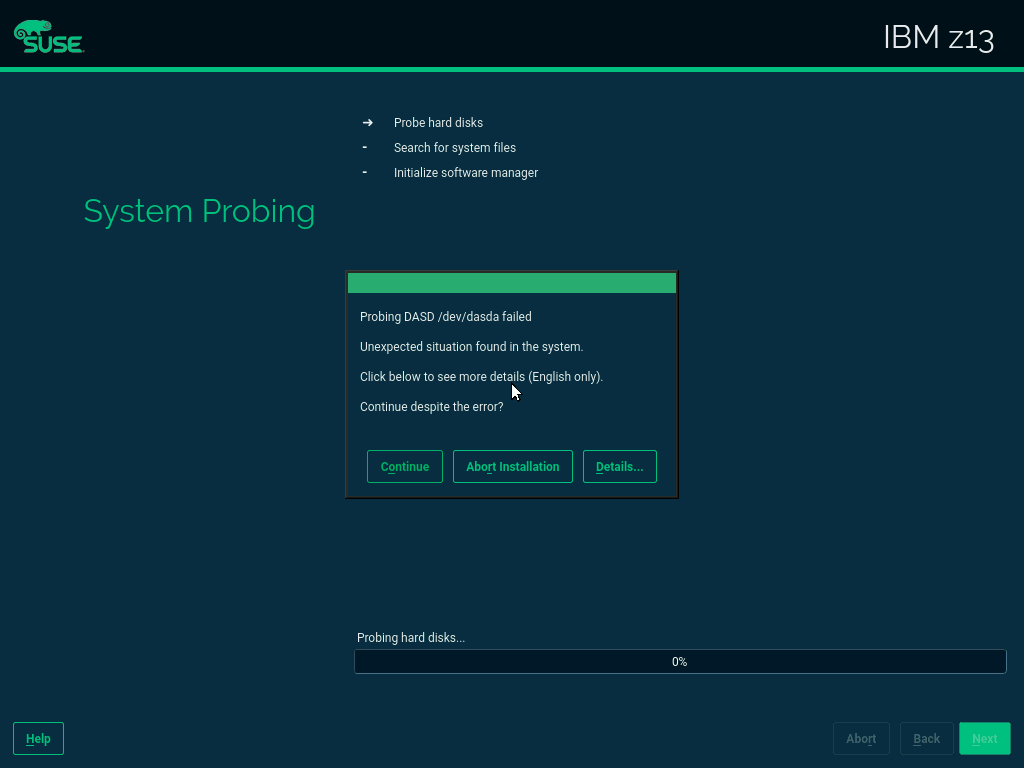 SUSE
IBM z13
➔ Probe hard disks
- Search for system files
- Initialize software manager
System Probing
Probing DASD /dev/dasda failed
Unexpected situation found in the system.
Click below to see more details (English only).
Continue despite the error?
Continue Abort Installation Details...
Probing hard disks...
0%
Help Abort Back Next